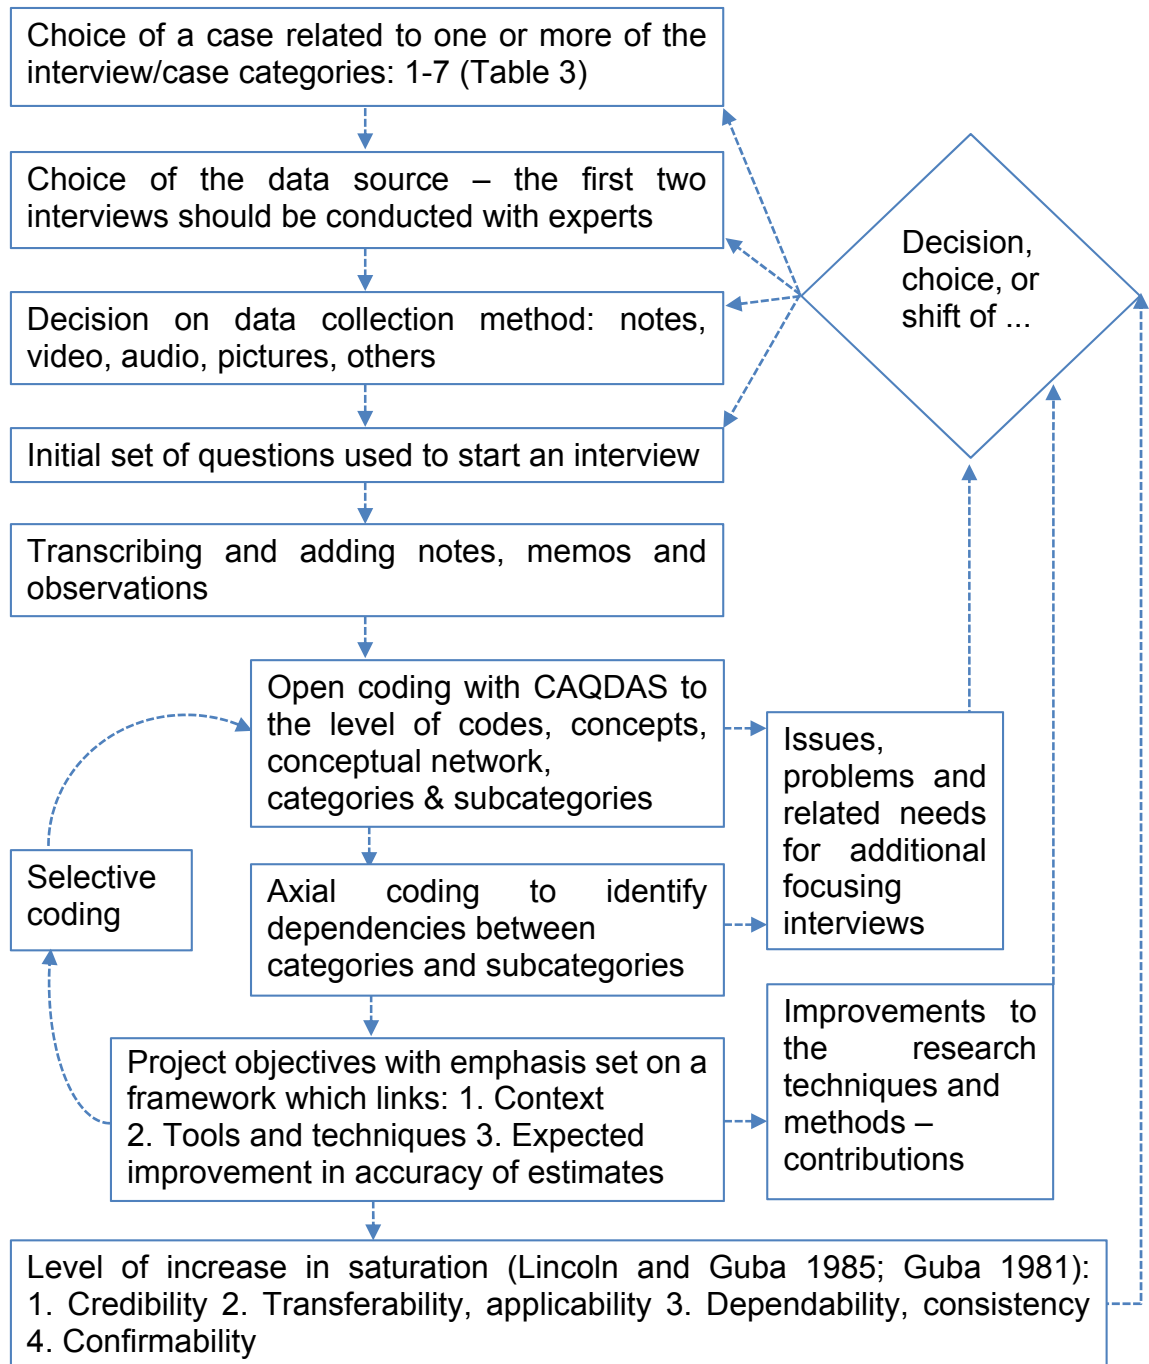 Choice of a case related to one or more of the
interview/case categories: 1-7 (Table 3)
Choice of the data source – the first two
interviews should be conducted with experts
Decision,
choice, or
shift of ...
Decision on data collection method: notes,
video, audio, pictures, others
Initial set of questions used to start an interview
Transcribing and adding notes, memos and
observations
Open coding with CAQDAS to
the level of codes, concepts,
conceptual network,
categories & subcategories
Issues,
problems and
related needs
for additional
focusing
interviews
Selective
coding
Axial coding to identify
dependencies between
categories and subcategories
Improvements to
the research
techniques and
methods –
contributions
Project objectives with emphasis set on a
framework which links: 1. Context
2. Tools and techniques 3. Expected
improvement in accuracy of estimates
Level of increase in saturation (Lincoln and Guba 1985; Guba 1981):
1. Credibility 2. Transferability, applicability 3. Dependability, consistency
4. Confirmability